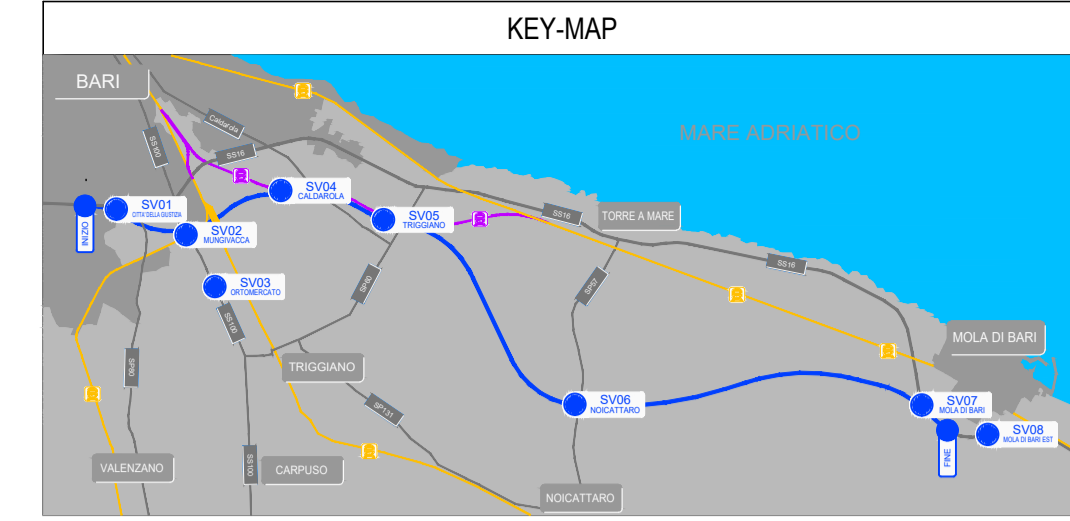 KEY-MAP
BARI
MARE ADRIATICO
Caldarola
SS100
SS16
SV04
CALDAROLA
SV01
CITTA' DELLA GIUSTIZIA
SV05
TRIGGIANO
SS16
TORRE A MARE
INIZIO
SV02
MUNGIVACCA
SS16
SV03
ORTOMERCATO
SP60
SP57
SS100
MOLA DI BARI
TRIGGIANO
SP60
SP131
SV06
NOICATTARO
SV07
MOLA DI BARI
SV08
MOLA DI BARI EST
FINE
VALENZANO
SS100
CARPUSO
NOICATTARO